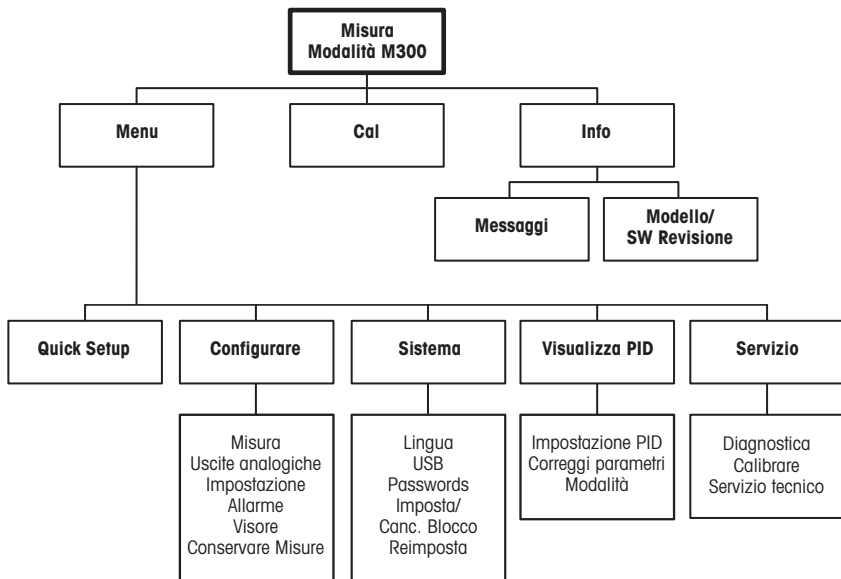 Misura
Modalità M300
Menu
Cal
Info
Messaggi
Modello/
SW Revisione
Quick Setup
Configurare
Sistema
Visualizza PID
Servizio
Misura
Uscite analogiche
Impostazione
Allarme
Visore
Conservare Misure
Lingua
USB
Passwords
Imposta/
Canc. Blocco
Reimposta
Impostazione PID
Correggi parametri
Modalità
Diagnostica
Calibrare
Servizio tecnico